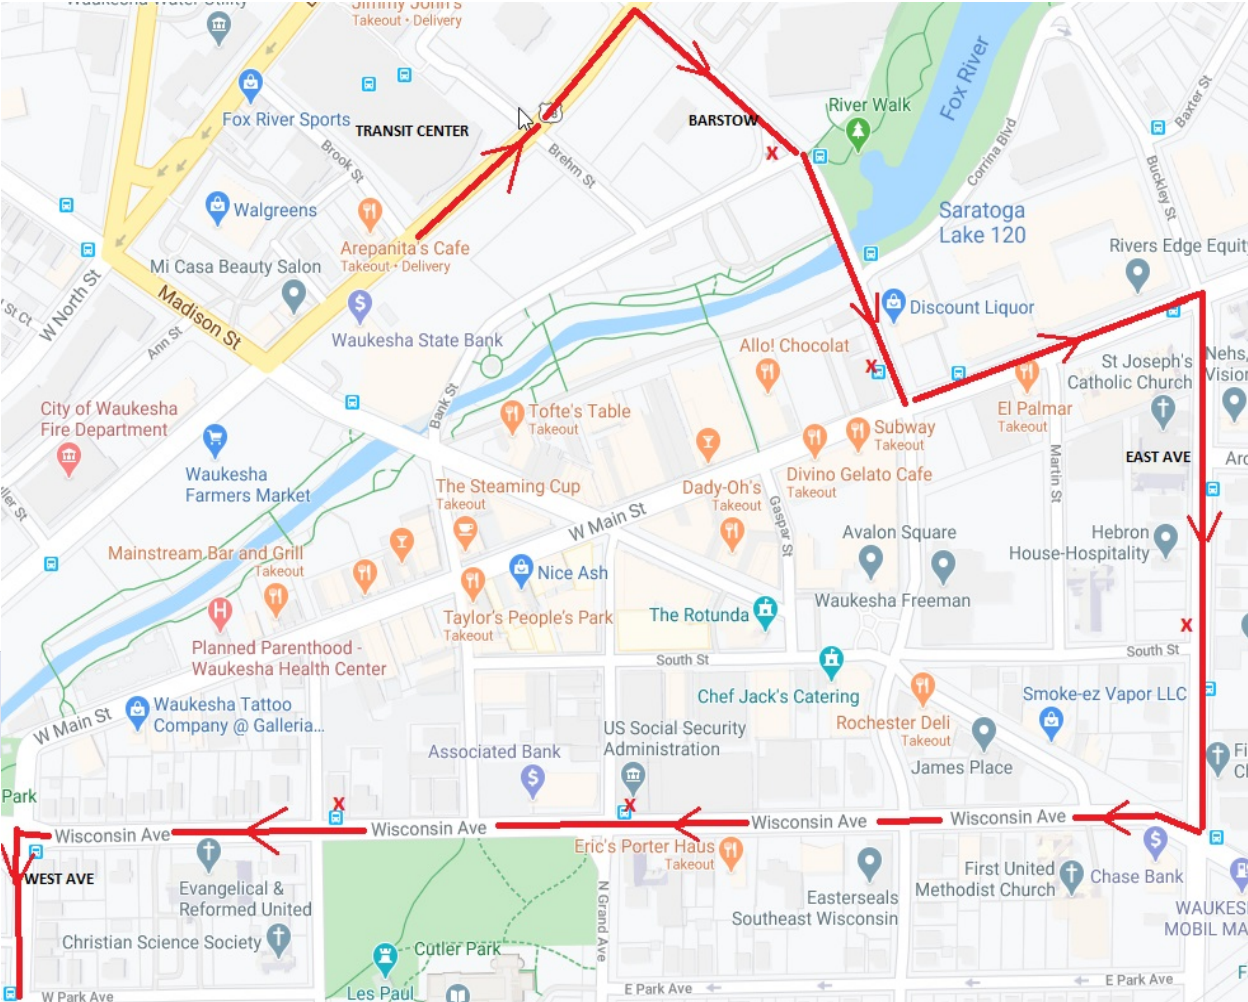 Jimmy John's
Takeout • Delivery
Fox River Sports
TRANSIT CENTER
BARSTOW
River Walk
Fox River
Corrina Blvd
Baxter St
Buckley St
Brook St
Brehm St
Walgreens
Arepanita's Cafe
Takeout • Delivery
Saratoga
Lake 120
Rivers Edge Equity
Mi Casa Beauty Salon
W North St
Madison St
Ann St
Waukesha State Bank
Discount Liquor
x
x
Allo! Chocolat
St Joseph's
Catholic Church
Nehs,
Vision
City of Waukesha
Fire Department
Bank St
Tofte's Table
Takeout
El Palmar
Takeout
Subway
Takeout
EAST AVE
Waukesha
Farmers Market
Divino Gelato Cafe
Takeout
Martin St
The Steaming Cup
Takeout
Dady-Oh's
Takeout
Gaspar St
W Main St
Avalon Square
Hebron
House-Hospitality
Mainstream Bar and Grill
Takeout
Nice Ash
Waukesha Freeman
Taylor's People's Park
Takeout
The Rotunda
x
Planned Parenthood -
Waukesha Health Center
South St
South St
Chef Jack's Catering
Smoke-ez Vapor LLC
Waukesha Tattoo
Company @ Galleria...
W Main St
US Social Security
Administration
Rochester Deli
Takeout
Associated Bank
James Place
Park
x
x
Wisconsin Ave
Wisconsin Ave
Wisconsin Ave
Wisconsin Ave
Eric's Porter Haus
Takeout
Chase Bank
WEST AVE
Evangelical &
Reformed United
First United
Methodist Church
Easterseals
Southeast Wisconsin
N Grand Ave
WAUKES
MOBIL MA
Christian Science Society
Cutler Park
Les Paul
W Park Ave
E Park Ave
E Park Ave